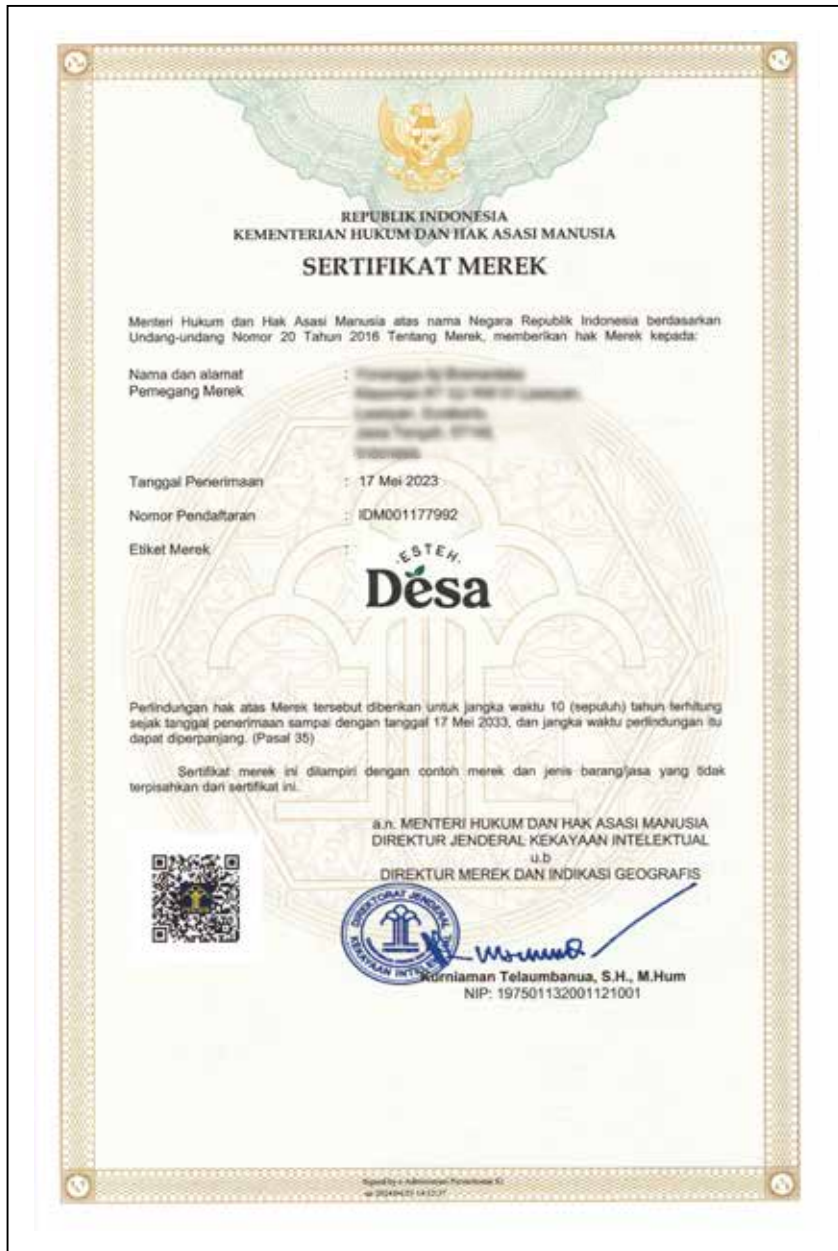 REPUBLIK INDONESIA
KEMENTERIAN HUKUM DAN HAK ASASI MANUSIA
SERTIFIKAT MEREK
Menteri Hukum dan Hak Asasi Manusia atas nama Negara Republik Indonesia berdasarkan
Undang-undang Nomor 20 Tahun 2016 Tentang Merek, memberikan hak Merek kepada:
Nama dan alamat
Pemegang Merek :
Tanggal Penerimaan : 17 Mei 2023
Nomor Pendaftaran : IDM001177992
Etiket Merek :
ESTEH
Desa
Perlindungan hak atas Merek tersebut diberikan untuk jangka waktu 10 (sepuluh) tahun terhitung
sejak tanggal penerimaan sampai dengan tanggal 17 Mei 2033, dan jangka waktu perlindungan itu
dapat diperpanjang. (Pasal 35)
Sertifikat merek ini dilampiri dengan contoh merek dan jenis barang/jasa yang tidak
terpisahkan dari sertifikat ini.
a.n. MENTERI HUKUM DAN HAK ASASI MANUSIA
DIREKTUR JENDERAL KEKAYAAN INTELEKTUAL
u.b
DIREKTUR MEREK DAN INDIKASI GEOGRAFIS
DIREKTORAT JENDERAL
KEKAYAAN INTEL
Kurniaman Telaumbanua, S.H., M.Hum
NIP: 197501132001121001